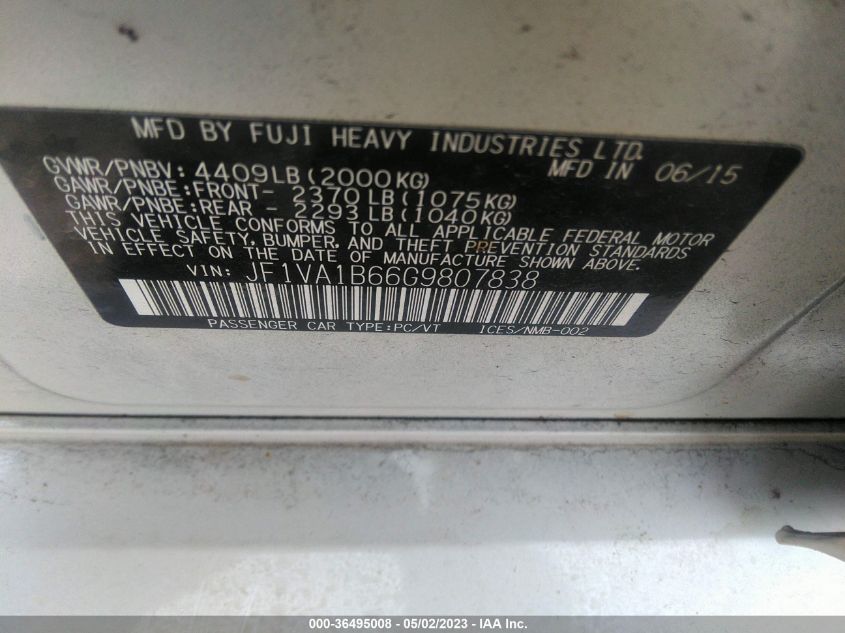 MFD BY FUJI HEAVY INDUSTRIES LTD.
GVWR/PNBV: 4409LB (2000KG) MFD IN 06/15
GAWR/PNBE:FRONT- 2370LB (1075KG)
GAWR/PNBE:REAR - 2293LB (1040KG)
THIS VEHICLE CONFORMS TO ALL APPLICABLE FEDERAL MOTOR
VEHICLE SAFETY, BUMPER, AND THEFT PREVENTION STANDARDS
IN EFFECT ON THE DATE OF MANUFACTURE SHOWN ABOVE.
VIN: JF1VA1B66G9807838
PASSENGER CAR TYPE:PC/VT ICES/NMB-002
000-36495008 - 05/02/2023 - IAA Inc.